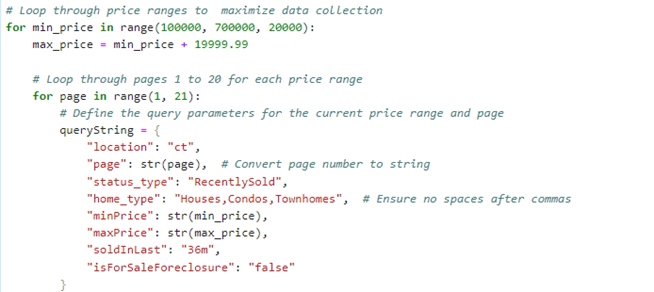 # Loop through price ranges to  maximize data collection
for min_price in range(100000, 700000, 20000):
    max_price = min_price + 19999.99

    # Loop through pages 1 to 20 for each price range
    for page in range(1, 21):
        # Define the query parameters for the current price range and page
        queryString = {
            "location": "ct",
            "page": str(page),  # Convert page number to string
            "status_type": "RecentlySold",
            "home_type": "Houses,Condos,Townhomes",  # Ensure no spaces after commas
            "minPrice": str(min_price),
            "maxPrice": str(max_price),
            "soldInLast": "36m",
            "isForSaleForeclosure": "false"
        }